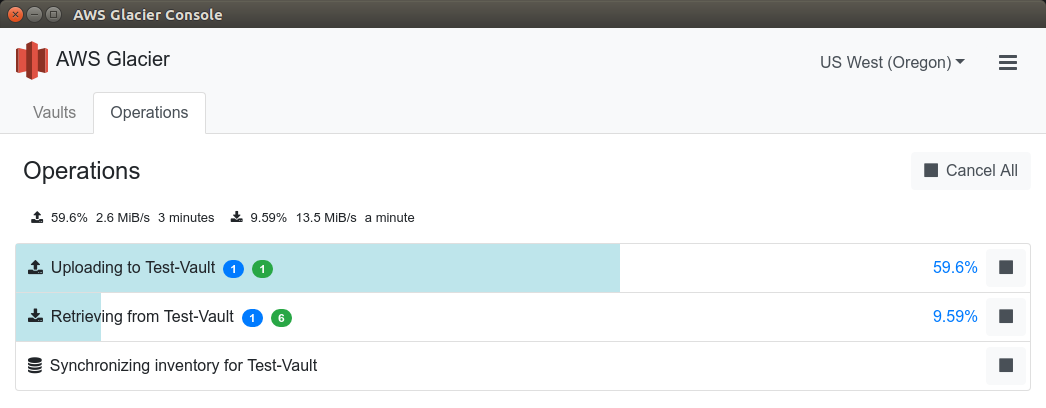 AWS Glacier Console
AWS Glacier
US West (Oregon)
Vaults Operations
Operations
Cancel All
59.6% 2.6 MiB/s 3 minutes 9.59% 13.5 MiB/s a minute
Uploading to Test-Vault 1 1 59.6%
Retrieving from Test-Vault 1 6 9.59%
Synchronizing inventory for Test-Vault